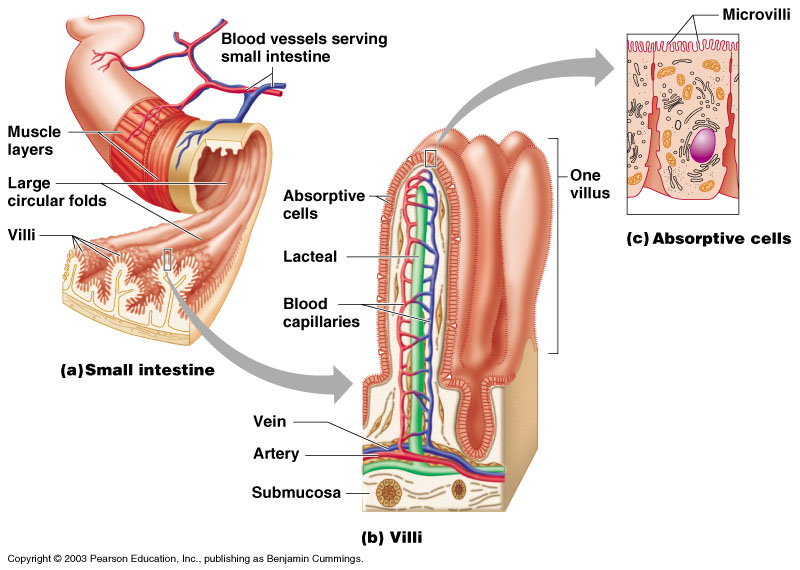 Blood vessels serving
small intestine
Muscle
layers
Large
circular folds
Villi
(a) Small intestine
Absorptive
cells
Lacteal
Blood
capillaries
Vein
Artery
Submucosa
One
villus
(b) Villi
Microvilli
(c) Absorptive cells
Copyright © 2003 Pearson Education, Inc., publishing as Benjamin Cummings.